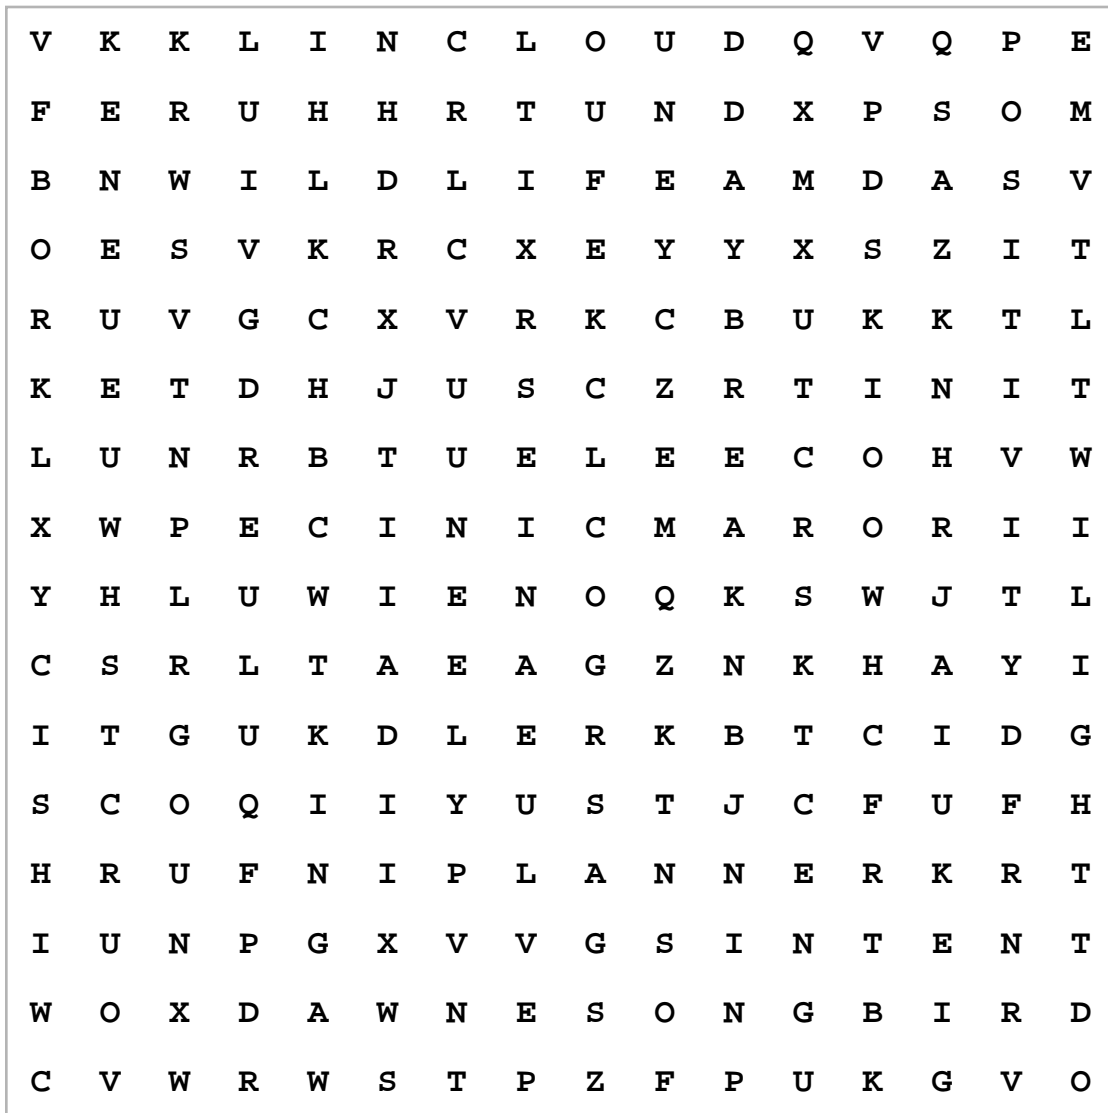 V K K L I N C L O U D Q V Q P E
F E R U H H R T U N D X P S O M
B N W I L D L I F E A M D A S V
O E S V K R C X E Y Y X S Z I T
R U V G C X V R K C B U K K T L
K E T D H J U S C Z R T I N I T
L U N R B T U E L E E C O H V W
X W P E C I N I C M A R O R I I
Y H L U W I E N O Q K S W J T L
C S R L T A E A G Z N K H A Y I
I T G U K D L E R K B T C I D G
S C O Q I I Y U S T J C F U F H
H R U F N I P L A N N E R K R T
I U N P G X V V G S I N T E N T
W O X D A W N E S O N G B I R D
C V W R W S T P Z F P U K G V O